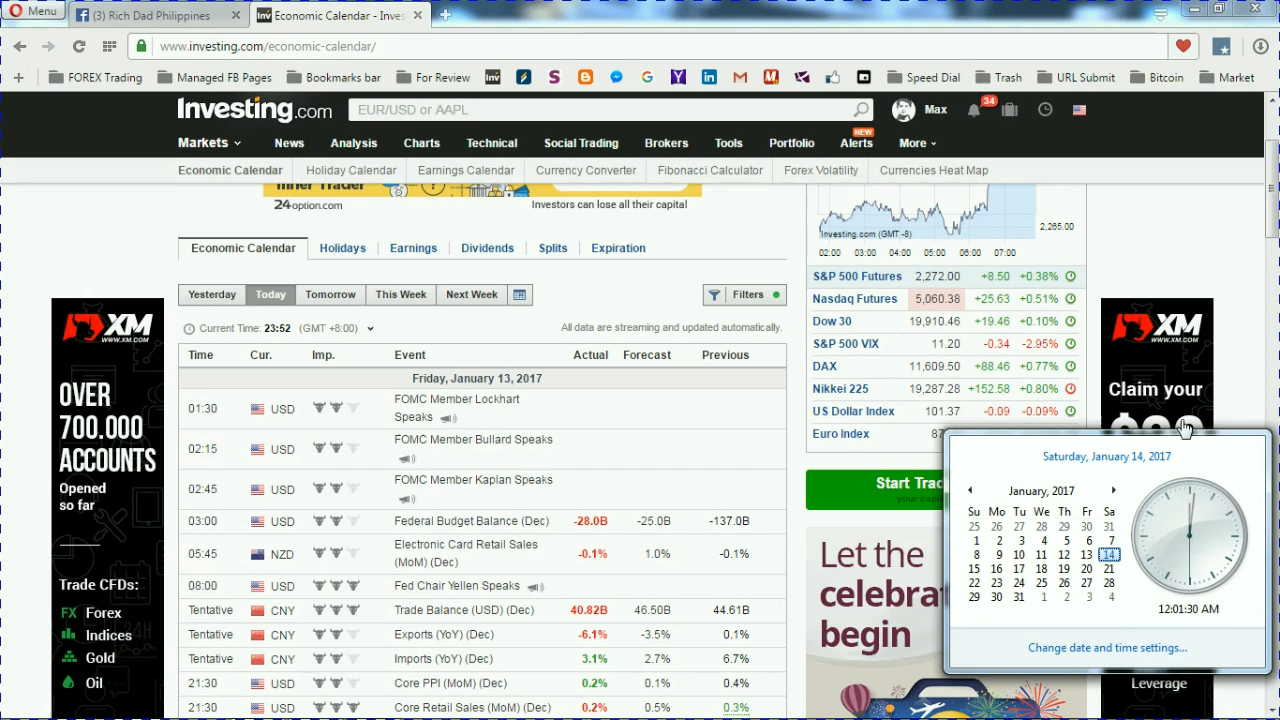 Menu
(3) Rich Dad Philippines
Economic Calendar - Inves
www.investing.com/economic-calendar/
FOREX Trading
Managed FB Pages
Bookmarks bar
For Review
Speed Dial
Trash
URL Submit
Bitcoin
Market
Investing.com
EUR/USD or AAPL
Max
34
Markets
News
Analysis
Charts
Technical
Social Trading
Brokers
Tools
Portfolio
NEW
Alerts
More
Economic Calendar
Holiday Calendar
Earnings Calendar
Currency Converter
Fibonacci Calculator
Forex Volatility
Currencies Heat Map
24option.com
Investors can lose all their capital
Investing.com (GMT -8)
2,265.00
02:00 03:00 04:00 05:00 06:00 07:00
Economic Calendar
Holidays
Earnings
Dividends
Splits
Expiration
Yesterday
Today
Tomorrow
This Week
Next Week
Filters
Current Time: 23:52 (GMT +8:00)
All data are streaming and updated automatically.
Time Cur. Imp. Event Actual Forecast Previous
Friday, January 13, 2017
01:30 USD FOMC Member Lockhart
Speaks
02:15 USD FOMC Member Bullard Speaks
02:45 USD FOMC Member Kaplan Speaks
03:00 USD Federal Budget Balance (Dec) -28.0B -25.0B -137.0B
05:45 NZD Electronic Card Retail Sales
(MoM) (Dec) -0.1% 1.0% -0.1%
08:00 USD Fed Chair Yellen Speaks
Tentative CNY Trade Balance (USD) (Dec) 40.82B 46.50B 44.61B
Tentative CNY Exports (YoY) (Dec) -6.1% -3.5% 0.1%
Tentative CNY Imports (YoY) (Dec) 3.1% 2.7% 6.7%
21:30 USD Core PPI (MoM) (Dec) 0.2% 0.1% 0.4%
21:30 USD Core Retail Sales (MoM) (Dec) 0.2% 0.5% 0.3%
S&P 500 Futures 2,272.00 +8.50 +0.38%
Nasdaq Futures 5,060.38 +25.63 +0.51%
Dow 30 19,910.46 +19.46 +0.10%
S&P 500 VIX 11.20 -0.34 -2.95%
DAX 11,609.50 +88.46 +0.77%
Nikkei 225 19,287.28 +152.58 +0.80%
US Dollar Index 101.37 -0.09 -0.09%
Euro Index
Start Trad
Let the
celebra
begin
XM
WWW.XM.COM
OVER
700.000
ACCOUNTS
Opened
so far
Trade CFDs:
FX Forex
Indices
Gold
Oil
XM
WWW.XM.COM
Claim your
Leverage
Saturday, January 14, 2017
January, 2017
Su Mo Tu We Th Fr Sa
25 26 27 28 29 30 31
1 2 3 4 5 6 7
8 9 10 11 12 13 14
15 16 17 18 19 20 21
22 23 24 25 26 27 28
29 30 31 1 2 3 4
12:01:30 AM
Change date and time settings...